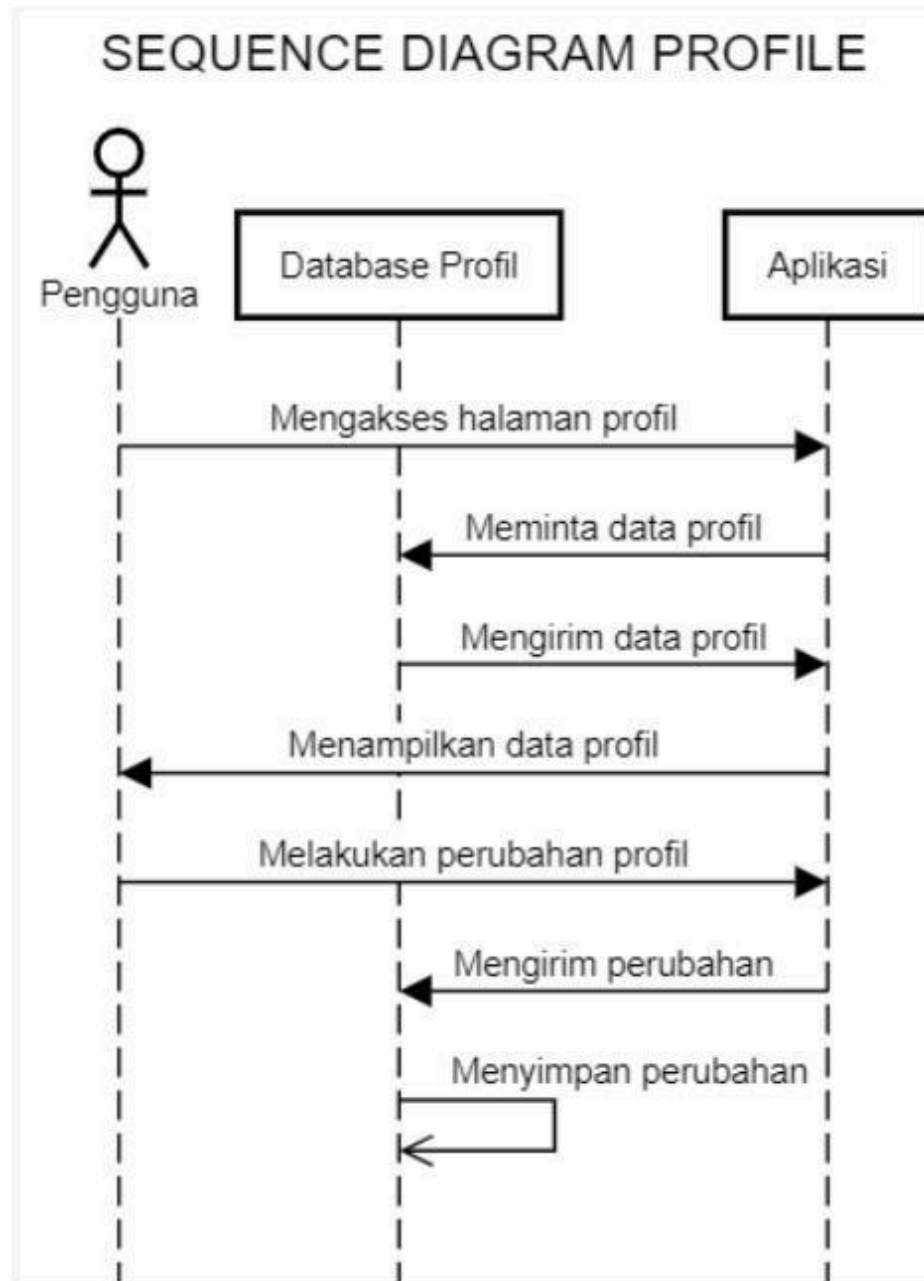 SEQUENCE DIAGRAM PROFILE
Pengguna
Database Profil
Aplikasi
Mengakses halaman profil
Meminta data profil
Mengirim data profil
Menampilkan data profil
Melakukan perubahan profil
Mengirim perubahan
Menyimpan perubahan